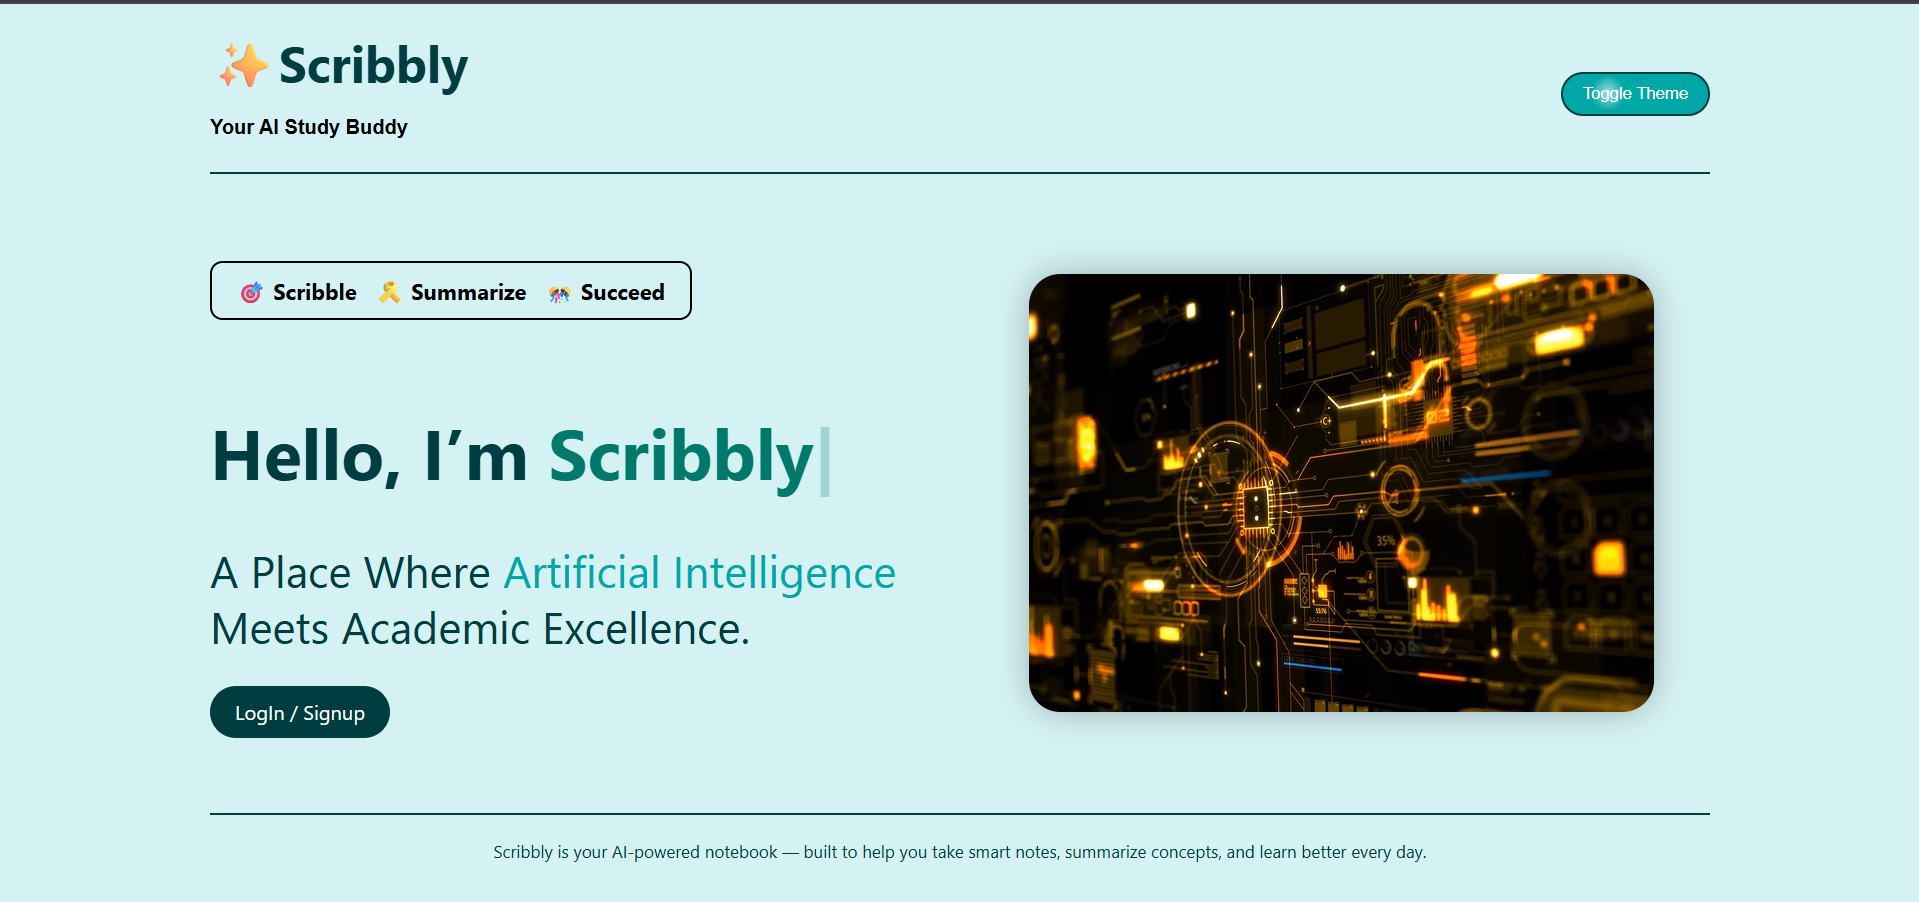 Scribbly
Your AI Study Buddy
Toggle Theme
Scribble Summarize Succeed
Hello, I’m Scribbly
A Place Where Artificial Intelligence
Meets Academic Excellence.
LogIn / Signup
35%
Scribbly is your AI-powered notebook — built to help you take smart notes, summarize concepts, and learn better every day.